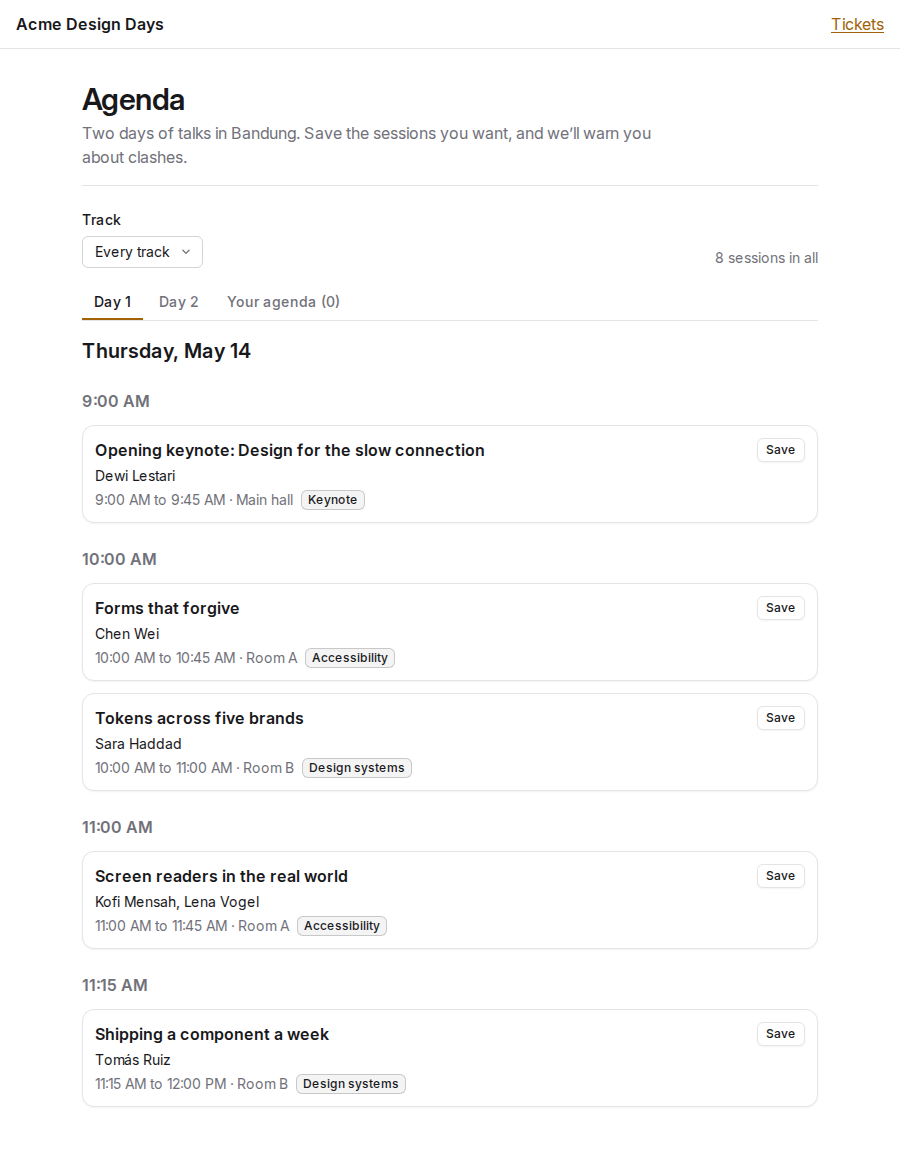 Acme Design Days
Tickets
Agenda
Two days of talks in Bandung. Save the sessions you want, and we’ll warn you
about clashes.
Track
Every track
8 sessions in all
Day 1
Day 2
Your agenda (0)
Thursday, May 14
9:00 AM
Opening keynote: Design for the slow connection
Save
Dewi Lestari
9:00 AM to 9:45 AM · Main hall
Keynote
10:00 AM
Forms that forgive
Save
Chen Wei
10:00 AM to 10:45 AM · Room A
Accessibility
Tokens across five brands
Save
Sara Haddad
10:00 AM to 11:00 AM · Room B
Design systems
11:00 AM
Screen readers in the real world
Save
Kofi Mensah, Lena Vogel
11:00 AM to 11:45 AM · Room A
Accessibility
11:15 AM
Shipping a component a week
Save
Tomás Ruiz
11:15 AM to 12:00 PM · Room B
Design systems